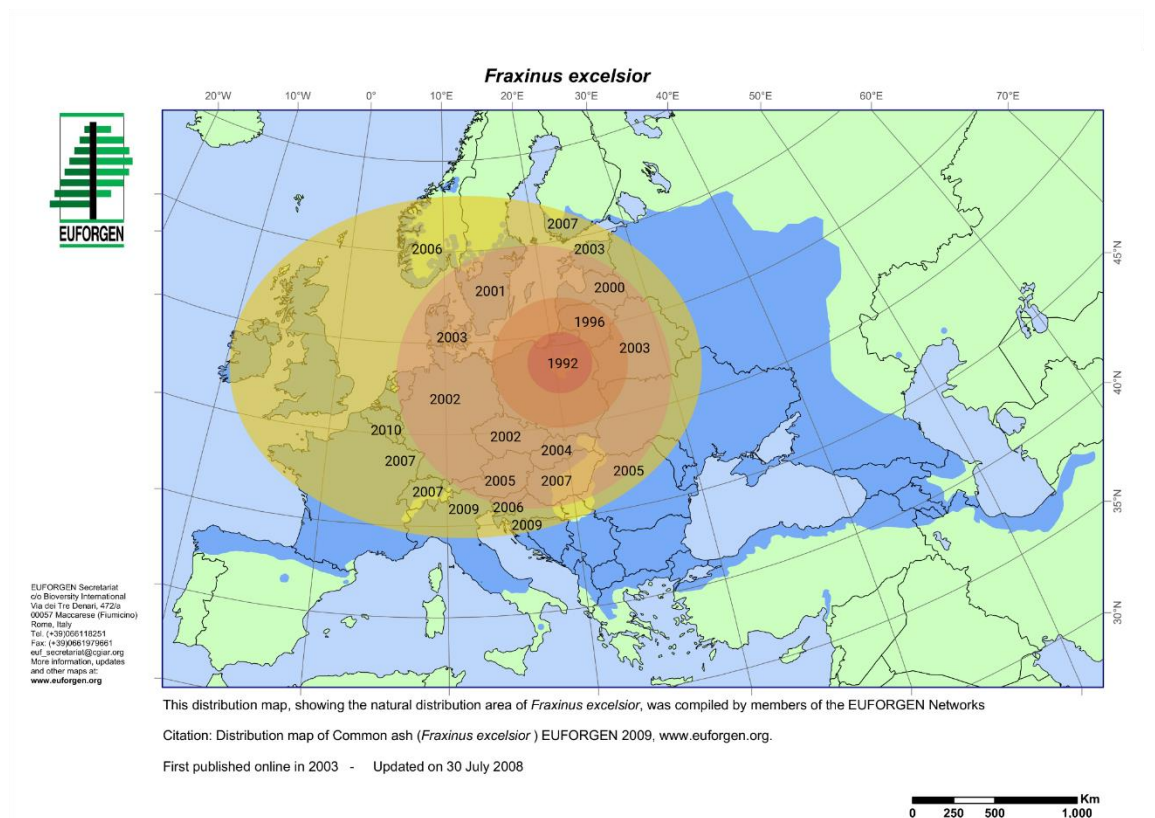 Fraxinus excelsior
20°W 10°W 0° 10°E 20°E 30°E 40°E 50°E 60°E 70°E
EUFORGEN
45°N
40°N
35°N
30°N
2007
2006
2003
2001
2000
1996
2003
2003
1992
2002
2010
2002
2004
2007
2005
2005
2007
2007
2009
2006
2009
EUFORGEN Secretariat
c/o Bioversity International
Via dei Tre Denari, 472/a
00057 Maccarese (Fiumicino)
Rome, Italy
Tel. (+39)066118251
Fax: (+39)0661979661
euf_secretariat@cgiar.org
More information, updates
and other maps at:
www.euforgen.org
This distribution map, showing the natural distribution area of Fraxinus excelsior, was compiled by members of the EUFORGEN Networks
Citation: Distribution map of Common ash (Fraxinus excelsior ) EUFORGEN 2009, www.euforgen.org.
First published online in 2003 - Updated on 30 July 2008
Km
0 250 500 1.000